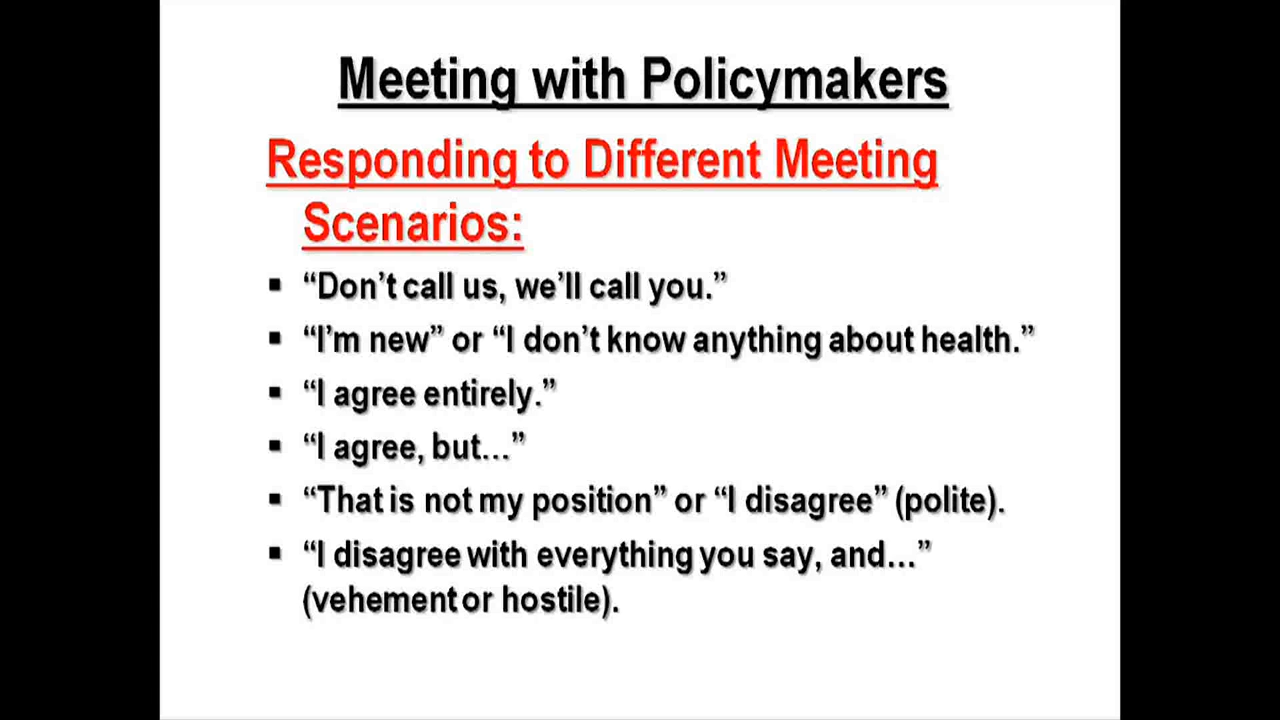 Meeting with Policymakers
Responding to Different Meeting
Scenarios:
▪ “Don’t call us, we’ll call you.”
▪ “I’m new” or “I don’t know anything about health.”
▪ “I agree entirely.”
▪ “I agree, but…”
▪ “That is not my position” or “I disagree” (polite).
▪ “I disagree with everything you say, and…”
(vehement or hostile).